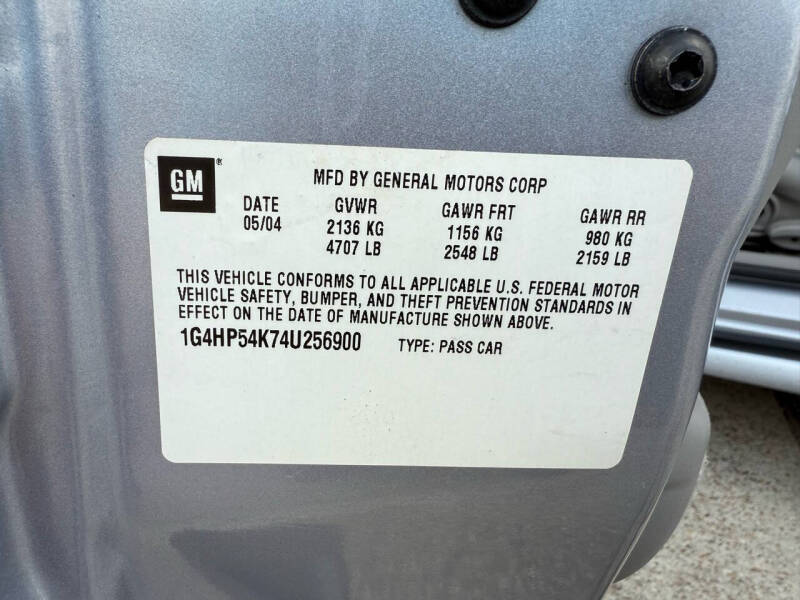 GM®
MFD BY GENERAL MOTORS CORP
DATE GVWR GAWR FRT GAWR RR
05/04 2136 KG 1156 KG 980 KG
4707 LB 2548 LB 2159 LB
THIS VEHICLE CONFORMS TO ALL APPLICABLE U.S. FEDERAL MOTOR
VEHICLE SAFETY, BUMPER, AND THEFT PREVENTION STANDARDS IN
EFFECT ON THE DATE OF MANUFACTURE SHOWN ABOVE.
1G4HP54K74U256900 TYPE: PASS CAR